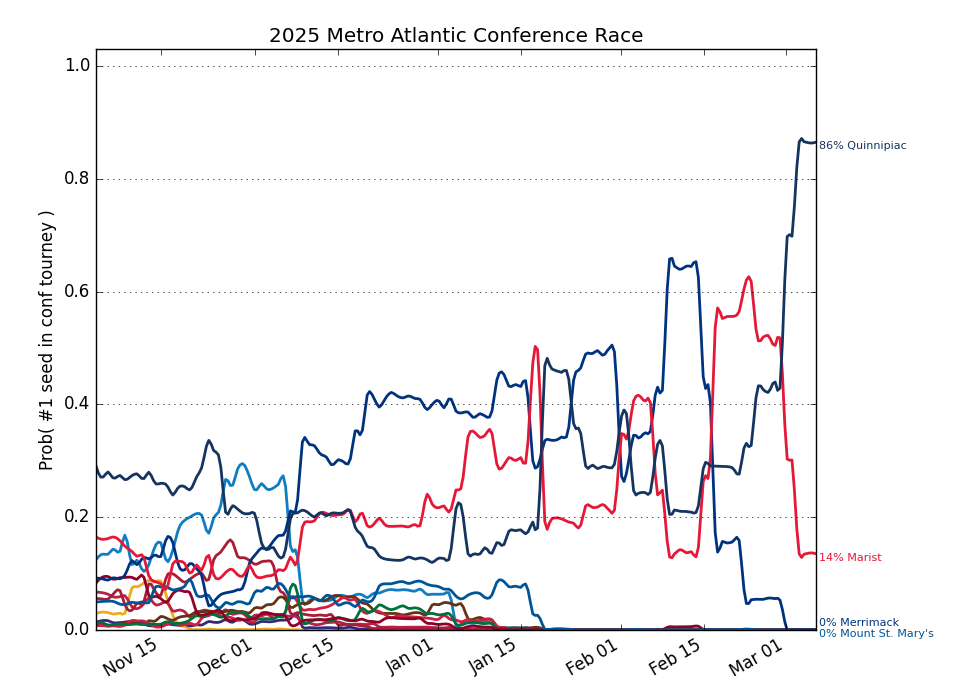 2025 Metro Atlantic Conference Race
Prob( #1 seed in conf tourney )
1.0
0.8
0.6
0.4
0.2
0.0
86% Quinnipiac
14% Marist
0% Merrimack
0% Mount St. Mary's
Nov 15
Dec 01
Dec 15
Jan 01
Jan 15
Feb 01
Feb 15
Mar 01